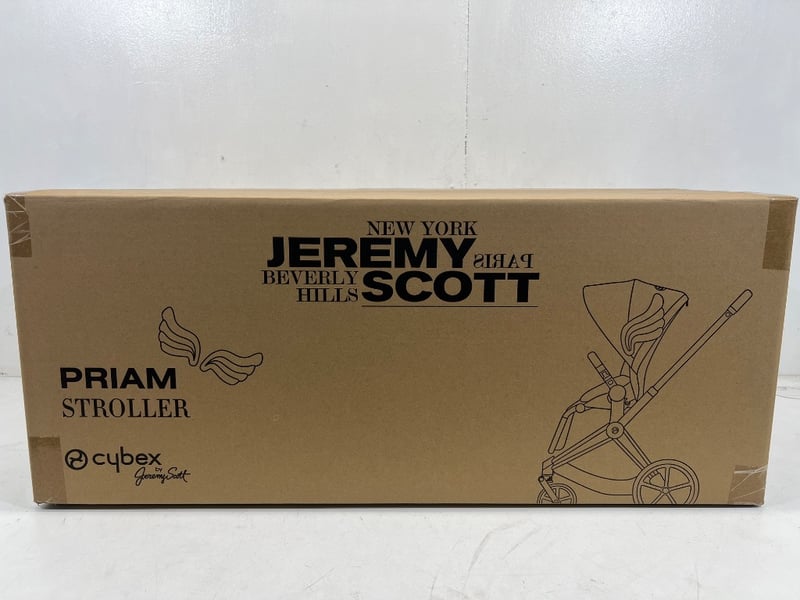 NEW YORK
JEREMY PARIS
BEVERLY HILLS SCOTT
PRIAM
STROLLER
cybex
by
Jeremy Scott